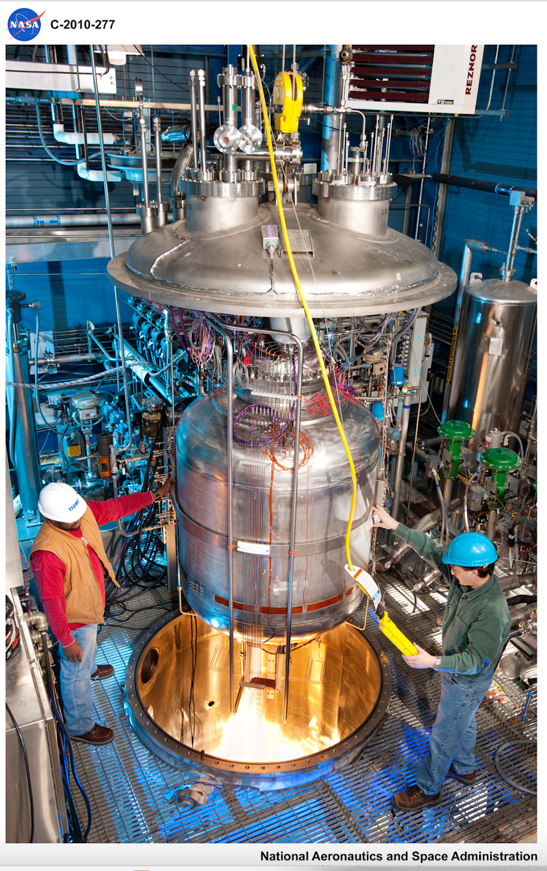 NASA
C-2010-277
REZNOR
National Aeronautics and Space Administration